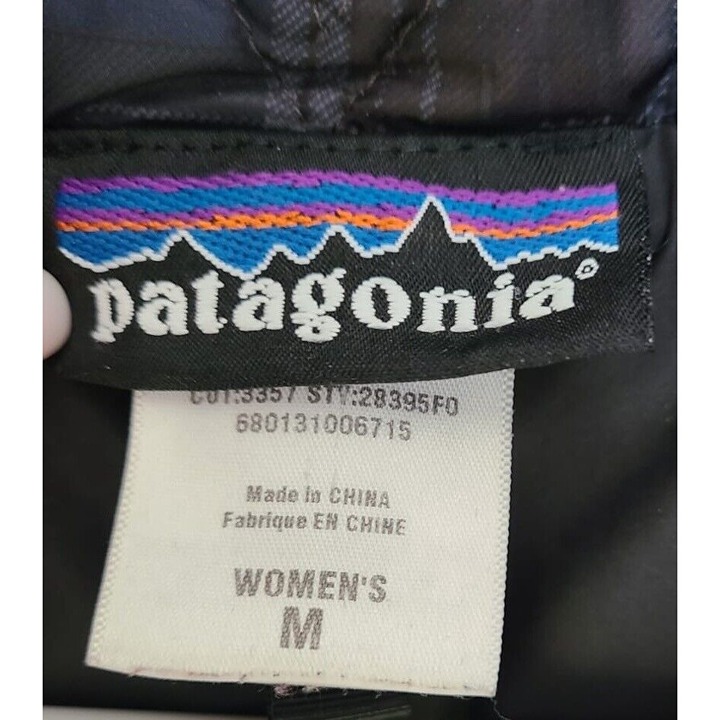 patagonia®
CUT:3357 STY:28395F0
680131006715
Made in CHINA
Fabrique EN CHINE
WOMEN'S
M